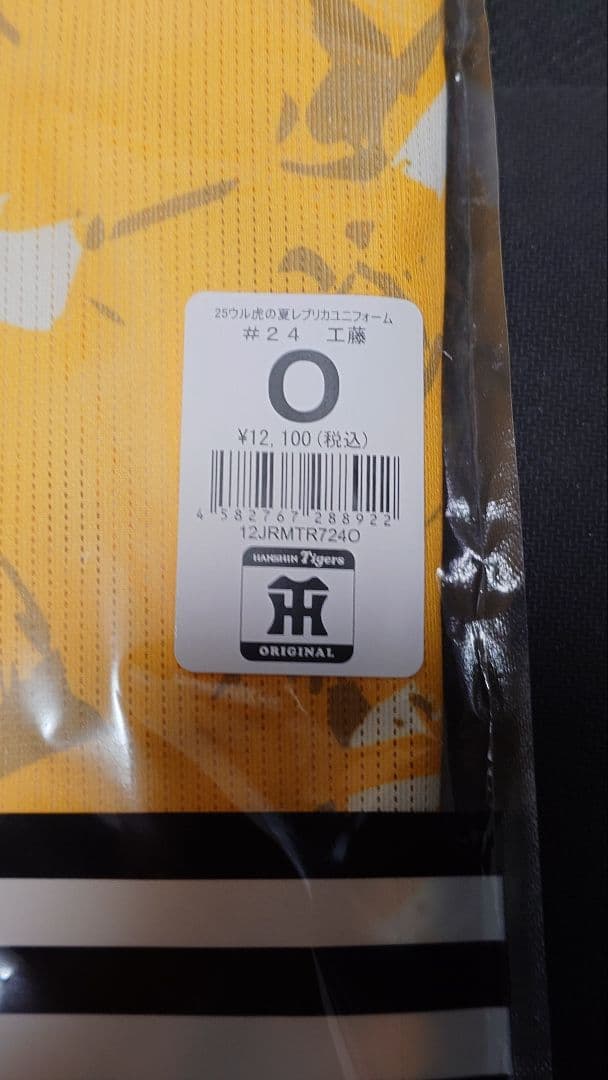 25ウル虎の夏レプリカユニフォーム
＃２４　工藤
O
¥12,100(税込)
4 582767 288922
12JRMTR724O
HANSHIN Tigers
TH
ORIGINAL